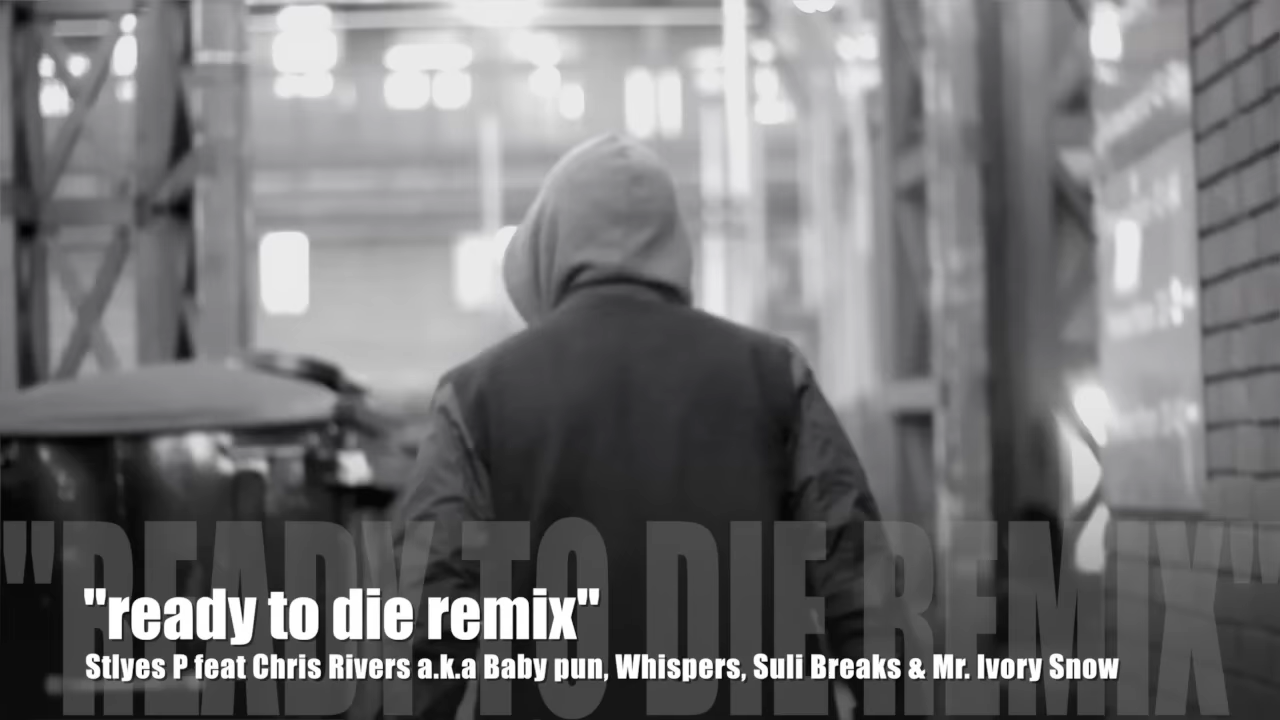 "READY TO DIE REMIX"
"ready to die remix"
Stlyes P feat Chris Rivers a.k.a Baby pun, Whispers, Suli Breaks & Mr. Ivory Snow